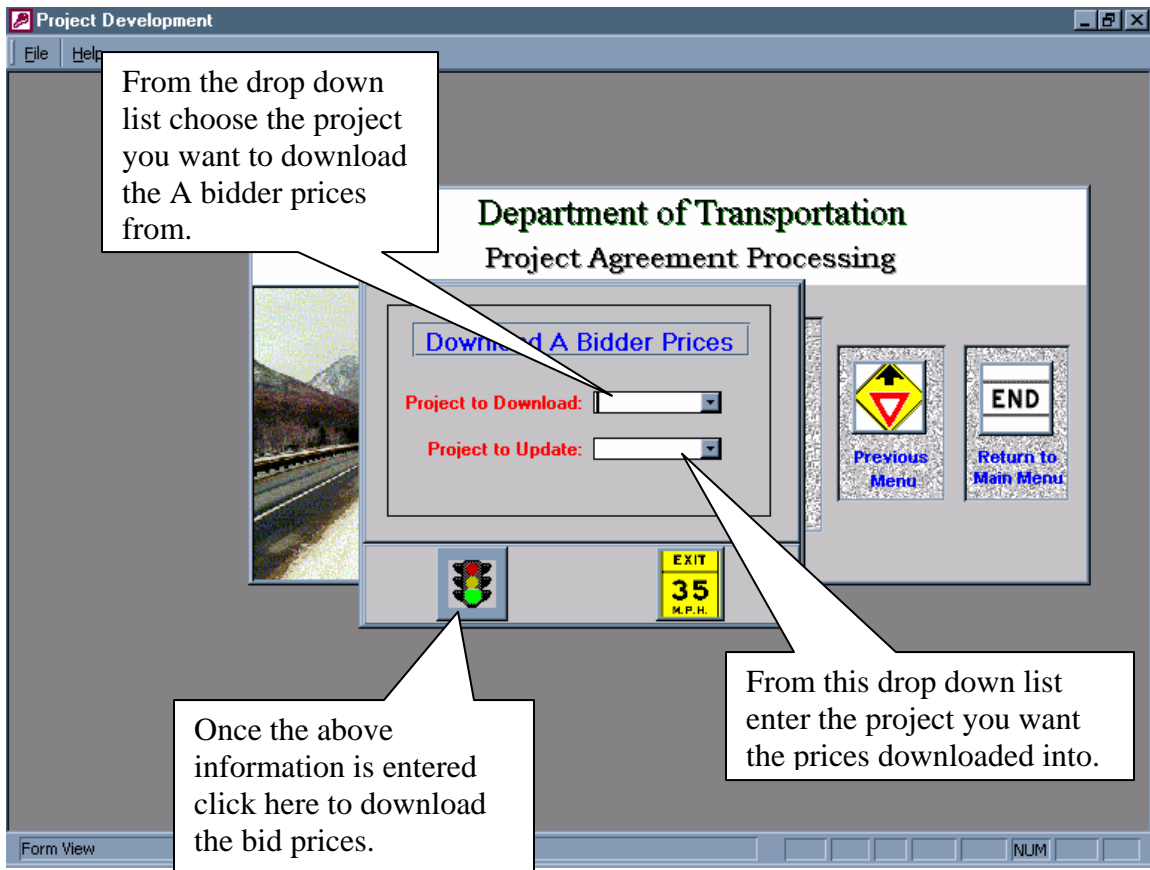 Project Development
File Help
From the drop down
list choose the project
you want to download
the A bidder prices
from.
Department of Transportation
Project Agreement Processing
Download A Bidder Prices
Project to Download:
Project to Update:
Previous
Menu
END
Return to
Main Menu
EXIT
35
M.P.H.
From this drop down list
enter the project you want
the prices downloaded into.
Once the above
information is entered
click here to download
the bid prices.
Form View
NUM